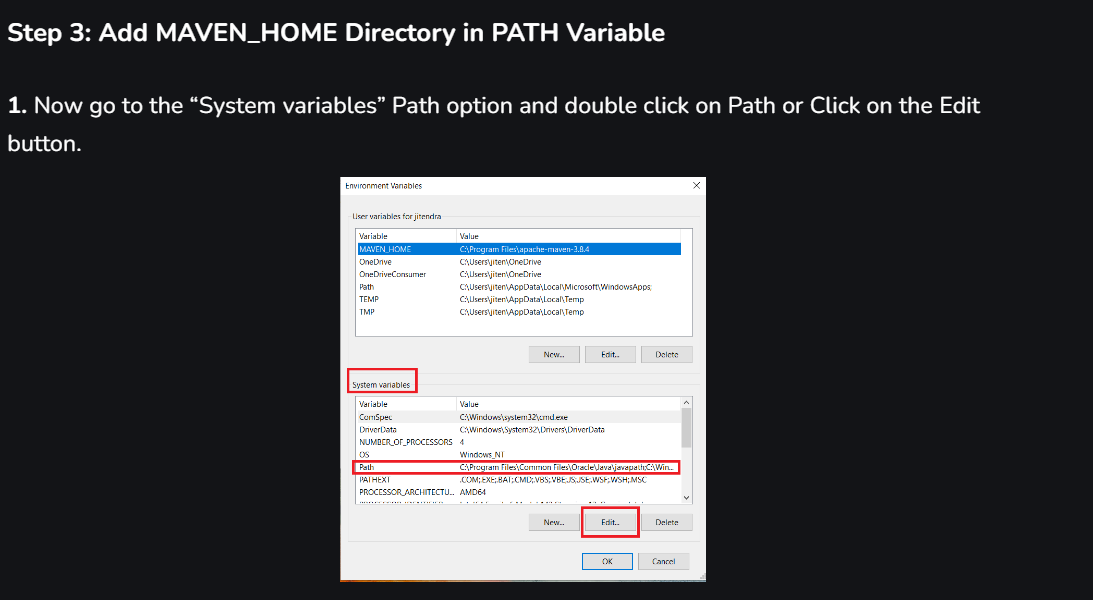 Step 3: Add MAVEN_HOME Directory in PATH Variable
1. Now go to the “System variables” Path option and double click on Path or Click on the Edit
button.
Environment Variables
User variables for jitendra
Variable Value
MAVEN_HOME C:\Program Files\apache-maven-3.8.4
OneDrive C:\Users\jiten\OneDrive
OneDriveConsumer C:\Users\jiten\OneDrive
Path C:\Users\jiten\AppData\Local\Microsoft\WindowsApps;
TEMP C:\Users\jiten\AppData\Local\Temp
TMP C:\Users\jiten\AppData\Local\Temp
New... Edit... Delete
System variables
Variable Value
ComSpec C:\Windows\system32\cmd.exe
DriverData C:\Windows\System32\Drivers\DriverData
NUMBER_OF_PROCESSORS 4
OS Windows_NT
Path C:\Program Files\Common Files\Oracle\Java\javapath;C:\Win...
PATHEXT .COM;.EXE;.BAT;.CMD;.VBS;.VBE;.JS;.JSE;.WSF;.WSH;.MSC
PROCESSOR_ARCHITECTU... AMD64
New... Edit... Delete
OK Cancel